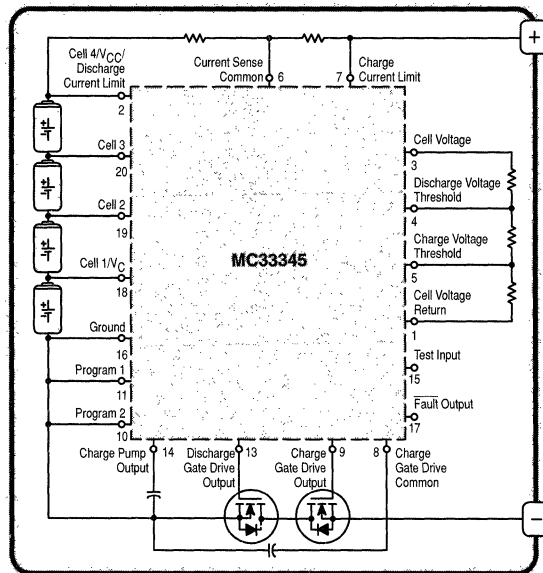 +
Cell 4/VCC/
Discharge
Current Limit
2
Current Sense
Common
6
Charge
Current Limit
7
Cell 3
20
Cell 2
19
Cell 1/VC
18
Ground
16
Program 1
11
Program 2
10
MC33345
Cell Voltage
3
Discharge Voltage
Threshold
4
Charge Voltage
Threshold
5
Cell Voltage
Return
1
Test Input
15
Fault Output
17
Charge Pump
Output
14
Discharge
Gate Drive
Output
13
Charge
Gate Drive
Output
9
8
Charge
Gate Drive
Common
−